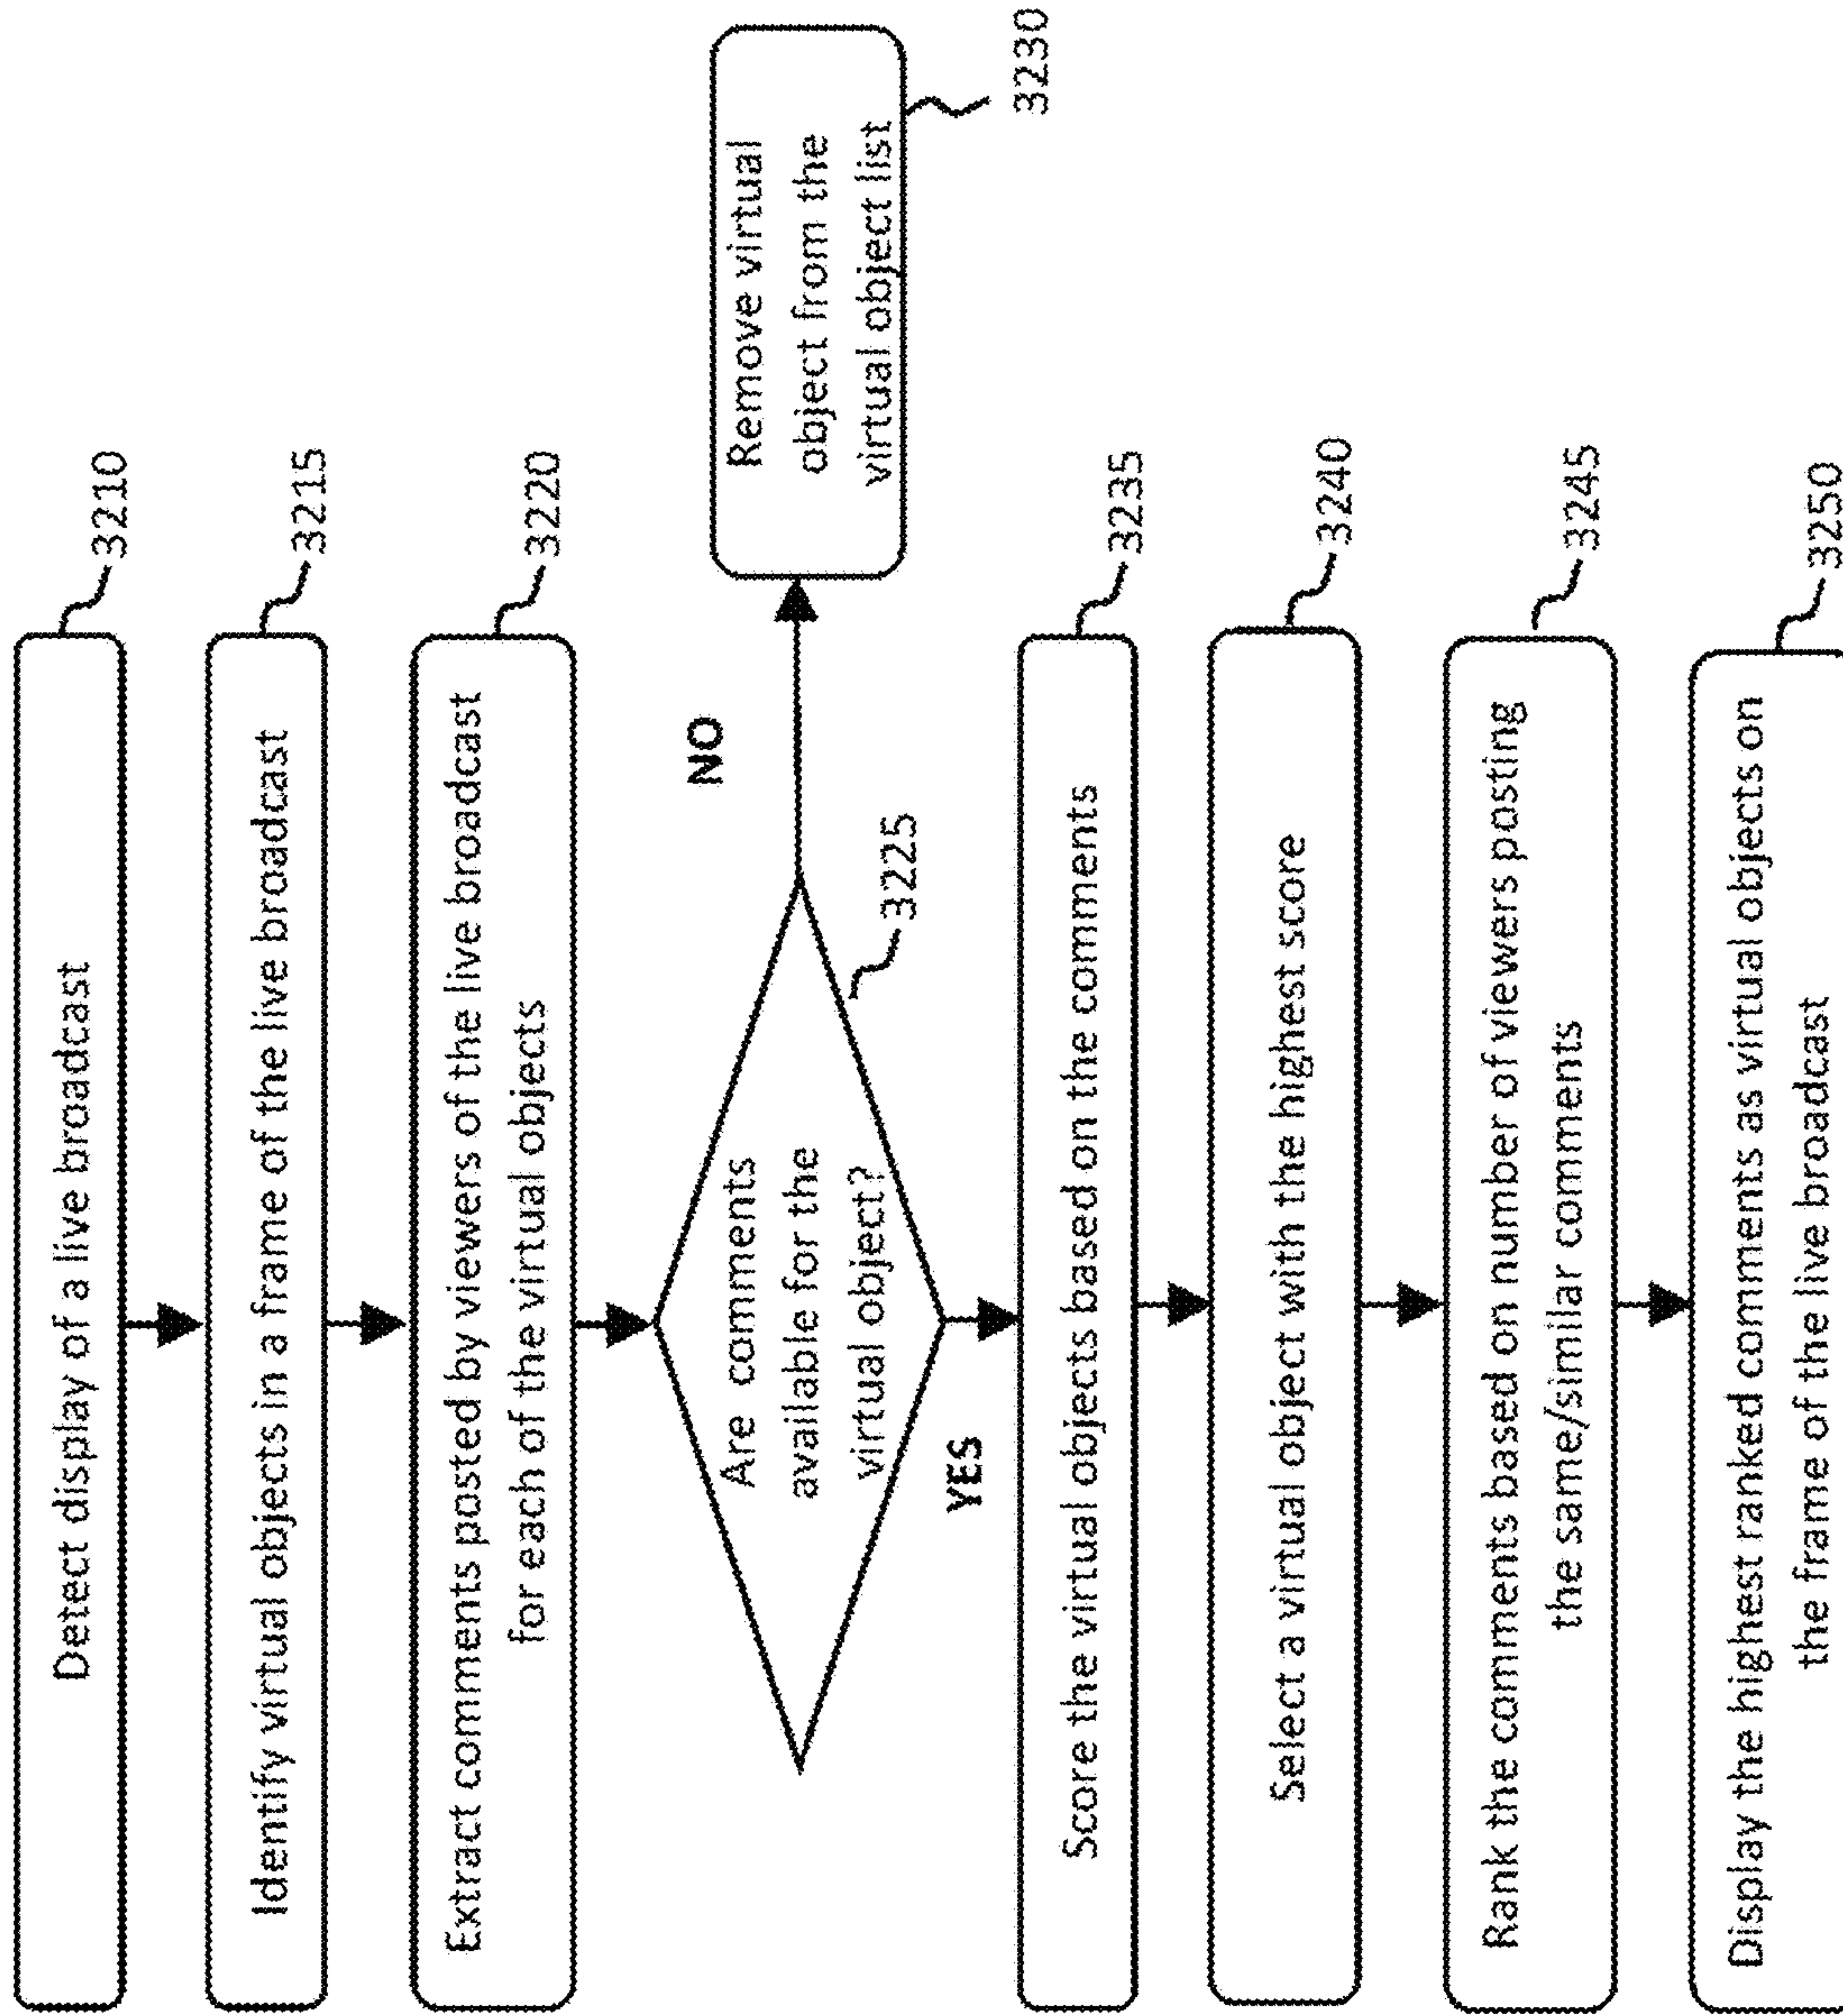 Detect display of a live broadcast
3210
Identify virtual objects in a frame of the live broadcast
3215
Extract comments posted by viewers of the live broadcast
for each of the virtual objects
3220
Are comments
available for the
virtual object?
3225
NO
Remove virtual
object from the
virtual object list
3230
YES
Score the virtual objects based on the comments
3235
Select a virtual object with the highest score
3240
Rank the comments based on number of viewers posting
the same/similar comments
3245
Display the highest ranked comments as virtual objects on
the frame of the live broadcast
3250